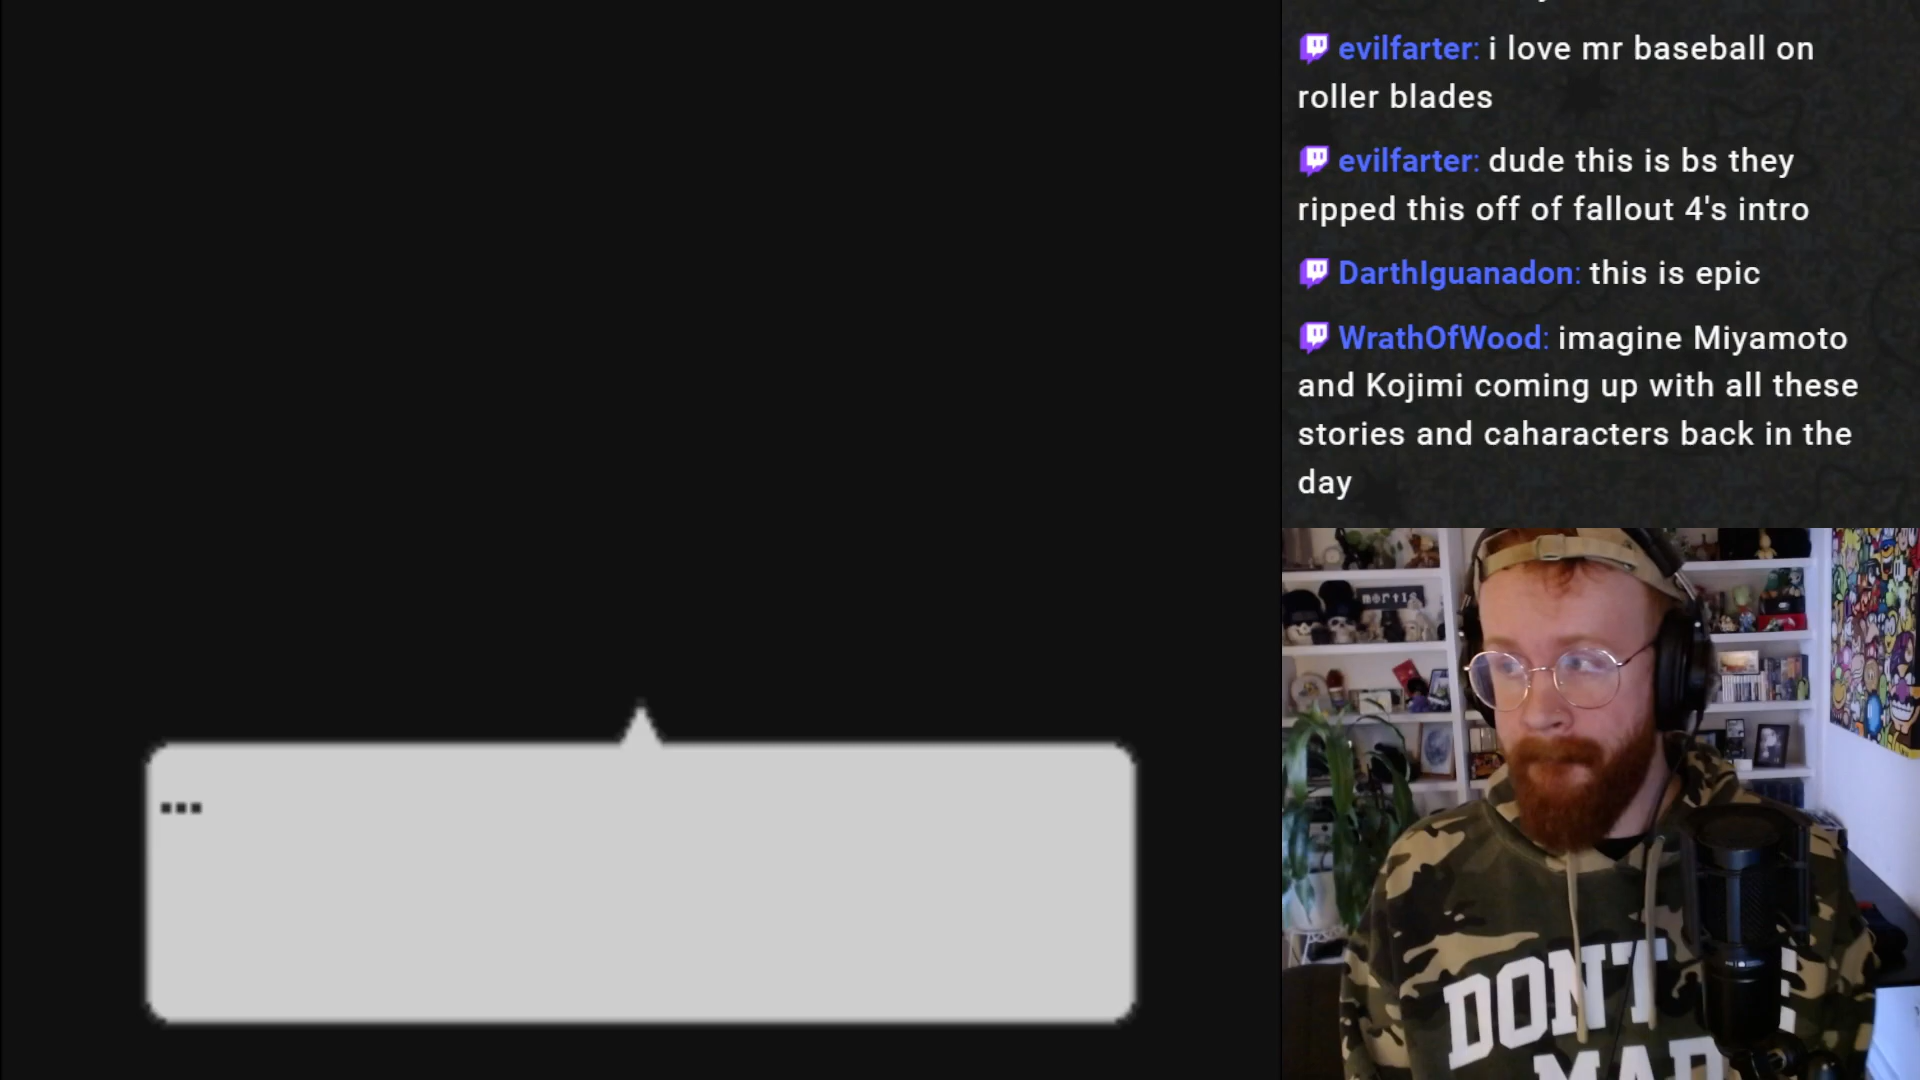 evilfarter: i love mr baseball on
roller blades
evilfarter: dude this is bs they
ripped this off of fallout 4's intro
DarthIguanadon: this is epic
WrathOfWood: imagine Miyamoto
and Kojimi coming up with all these
stories and caharacters back in the
day
...
mortis
DON'T
MAD